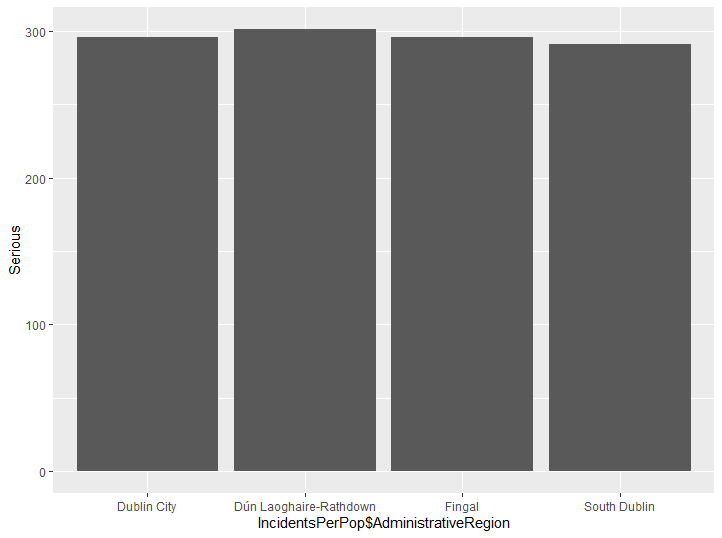 300
200
100
0
Serious
Dublin City Dún Laoghaire-Rathdown Fingal South Dublin
IncidentsPerPop$AdministrativeRegion